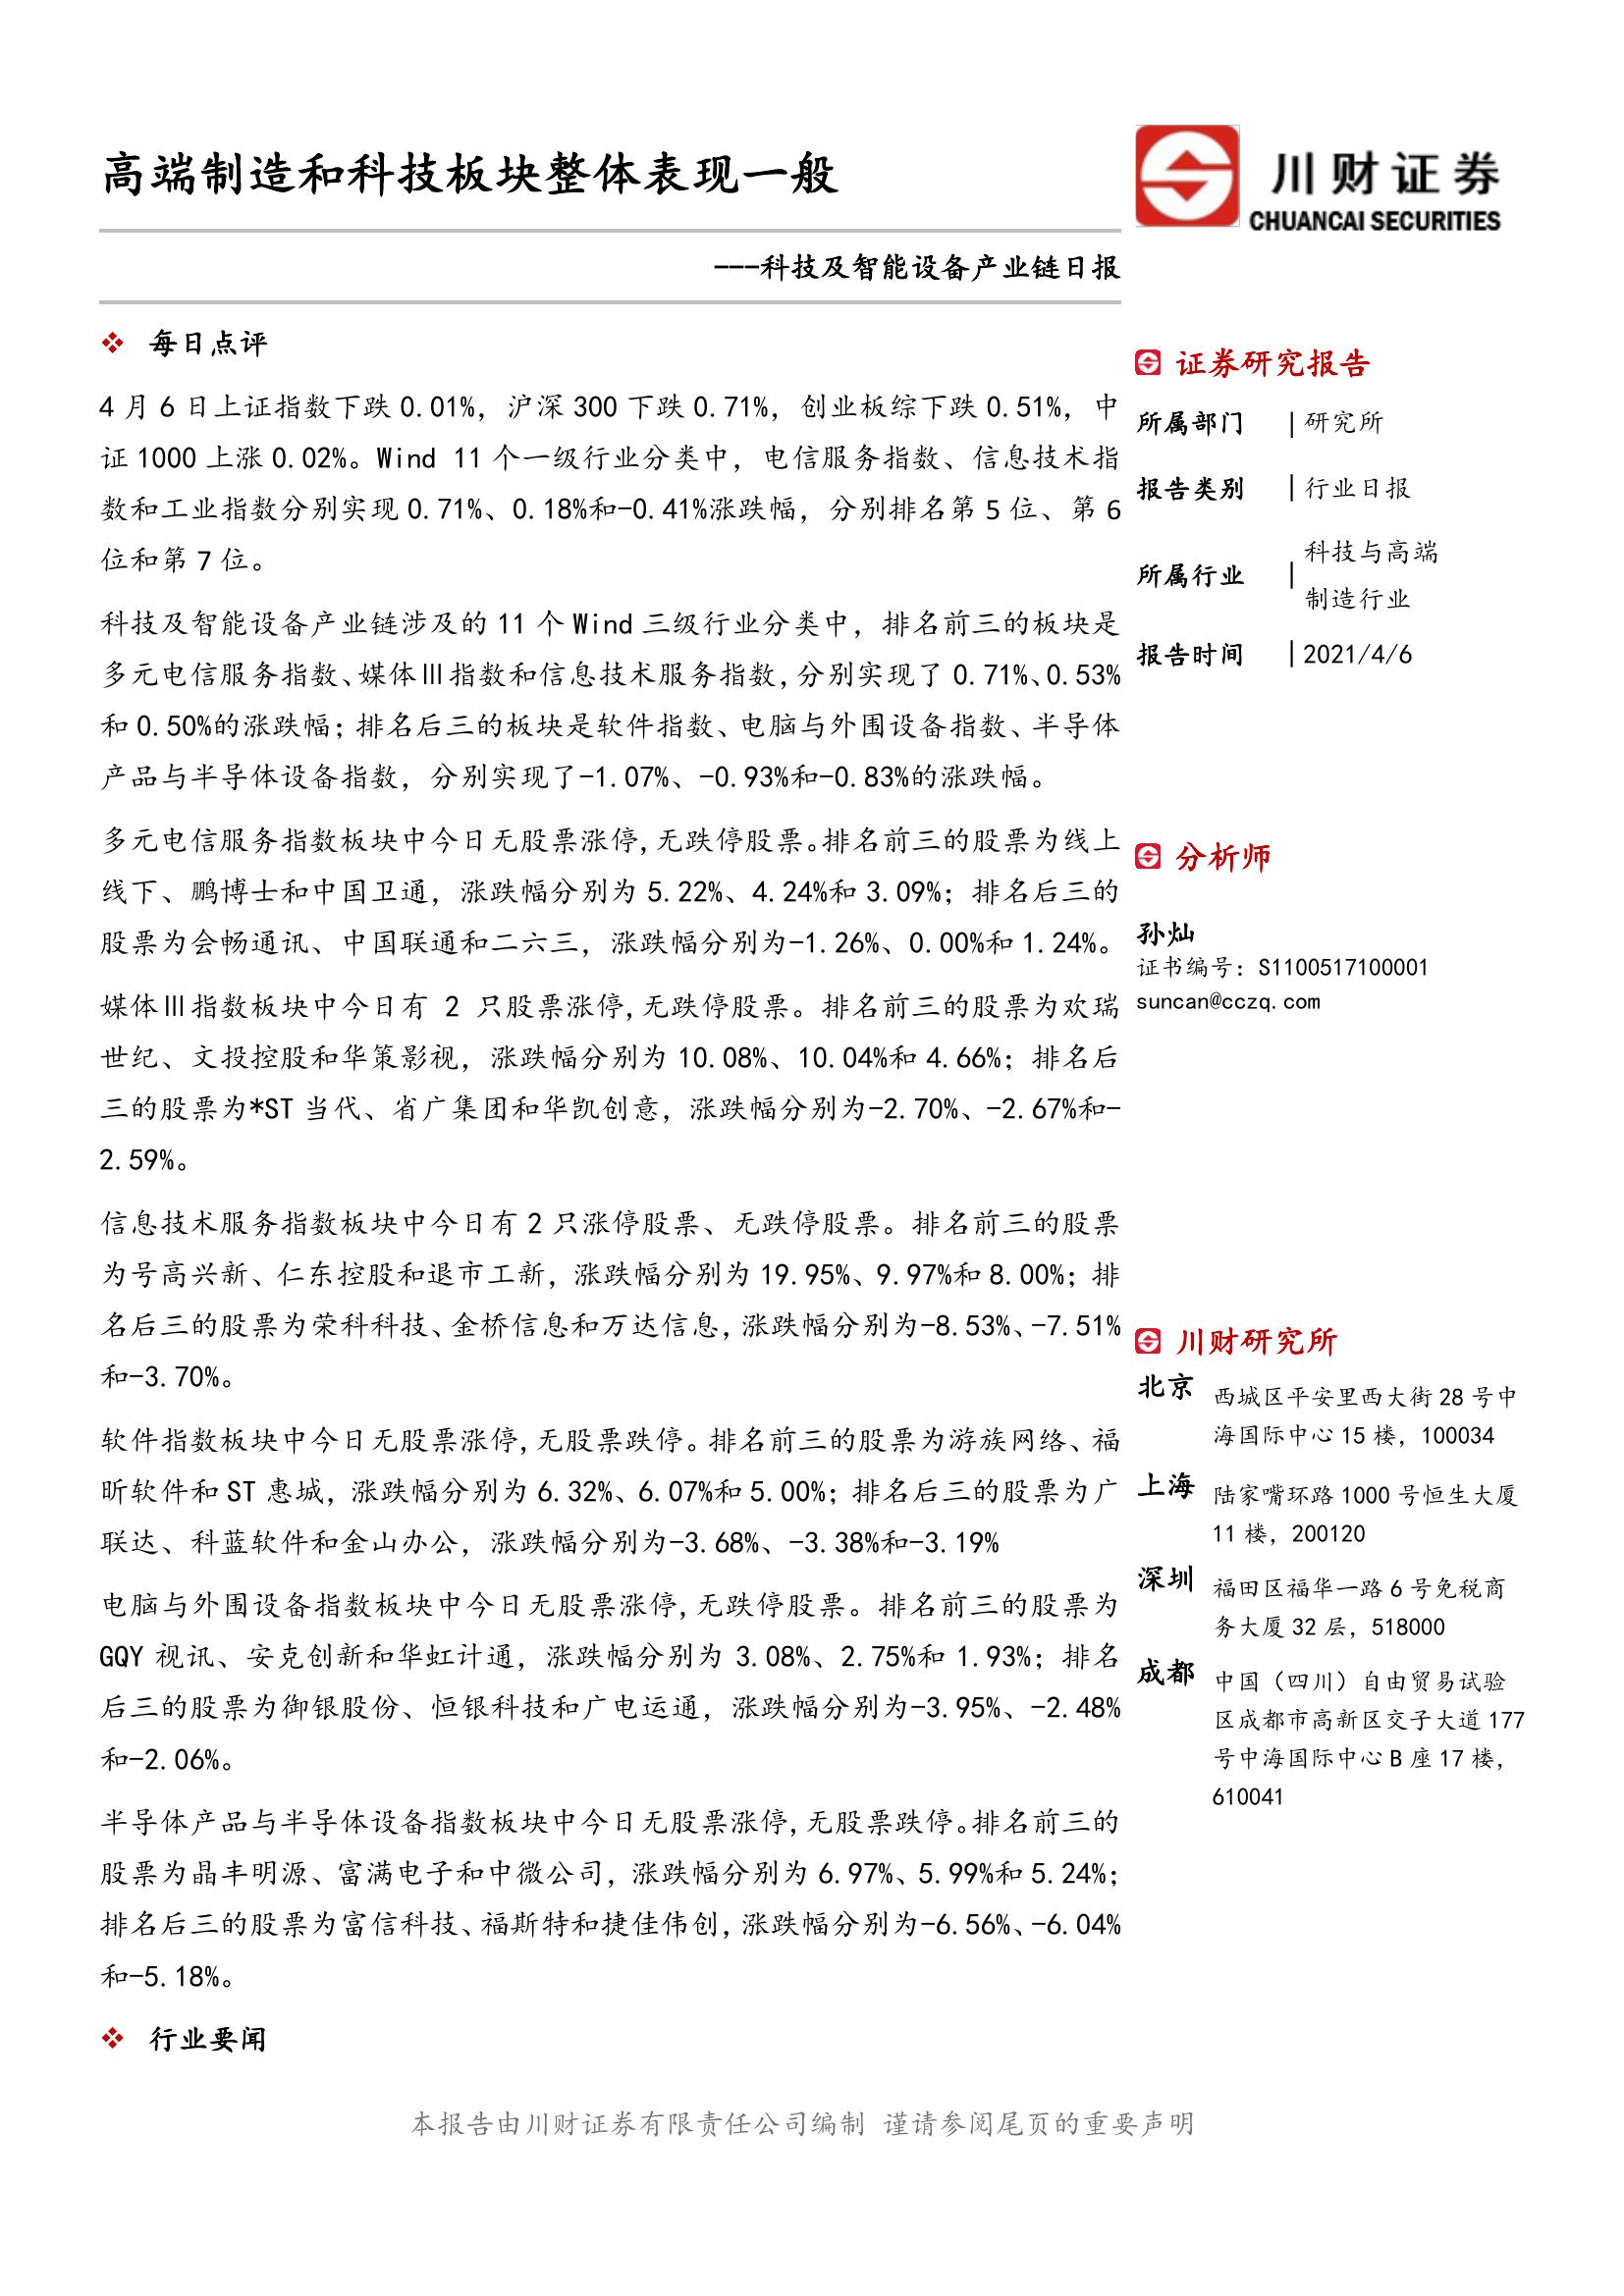 高端制造和科技板块整体表现一般
川财证券
CHUANCAI SECURITIES
---科技及智能设备产业链日报
❖ 每日点评
4 月 6 日上证指数下跌 0.01%，沪深 300 下跌 0.71%，创业板综下跌 0.51%，中
证 1000 上涨 0.02%。Wind 11 个一级行业分类中，电信服务指数、信息技术指
数和工业指数分别实现 0.71%、0.18%和-0.41%涨跌幅，分别排名第 5 位、第 6
位和第 7 位。
科技及智能设备产业链涉及的 11 个 Wind 三级行业分类中，排名前三的板块是
多元电信服务指数、媒体Ⅲ指数和信息技术服务指数,分别实现了 0.71%、0.53%
和 0.50%的涨跌幅；排名后三的板块是软件指数、电脑与外围设备指数、半导体
产品与半导体设备指数，分别实现了-1.07%、-0.93%和-0.83%的涨跌幅。
多元电信服务指数板块中今日无股票涨停,无跌停股票。排名前三的股票为线上
线下、鹏博士和中国卫通，涨跌幅分别为 5.22%、4.24%和 3.09%；排名后三的
股票为会畅通讯、中国联通和二六三，涨跌幅分别为-1.26%、0.00%和 1.24%。
媒体Ⅲ指数板块中今日有 2 只股票涨停,无跌停股票。排名前三的股票为欢瑞
世纪、文投控股和华策影视，涨跌幅分别为 10.08%、10.04%和 4.66%；排名后
三的股票为*ST 当代、省广集团和华凯创意，涨跌幅分别为-2.70%、-2.67%和-
2.59%。
信息技术服务指数板块中今日有 2 只涨停股票、无跌停股票。排名前三的股票
为号高兴新、仁东控股和退市工新，涨跌幅分别为 19.95%、9.97%和 8.00%；排
名后三的股票为荣科科技、金桥信息和万达信息,涨跌幅分别为-8.53%、-7.51%
和-3.70%。
软件指数板块中今日无股票涨停,无股票跌停。排名前三的股票为游族网络、福
昕软件和 ST 惠城，涨跌幅分别为 6.32%、6.07%和 5.00%；排名后三的股票为广
联达、科蓝软件和金山办公，涨跌幅分别为-3.68%、-3.38%和-3.19%
电脑与外围设备指数板块中今日无股票涨停,无跌停股票。排名前三的股票为
GQY 视讯、安克创新和华虹计通，涨跌幅分别为 3.08%、2.75%和 1.93%；排名
后三的股票为御银股份、恒银科技和广电运通，涨跌幅分别为-3.95%、-2.48%
和-2.06%。
半导体产品与半导体设备指数板块中今日无股票涨停,无股票跌停。排名前三的
股票为晶丰明源、富满电子和中微公司，涨跌幅分别为 6.97%、5.99%和 5.24%；
排名后三的股票为富信科技、福斯特和捷佳伟创,涨跌幅分别为-6.56%、-6.04%
和-5.18%。
❖ 行业要闻
证券研究报告
所属部门 | 研究所
报告类别 | 行业日报
所属行业 | 科技与高端
制造行业
报告时间 | 2021/4/6
分析师
孙灿
证书编号：S1100517100001
suncan@cczq.com
川财研究所
北京 西城区平安里西大街 28 号中
海国际中心 15 楼，100034
上海 陆家嘴环路 1000 号恒生大厦
11 楼，200120
深圳 福田区福华一路 6 号免税商
务大厦 32 层，518000
成都 中国（四川）自由贸易试验
区成都市高新区交子大道 177
号中海国际中心 B 座 17 楼，
610041
本报告由川财证券有限责任公司编制 谨请参阅尾页的重要声明